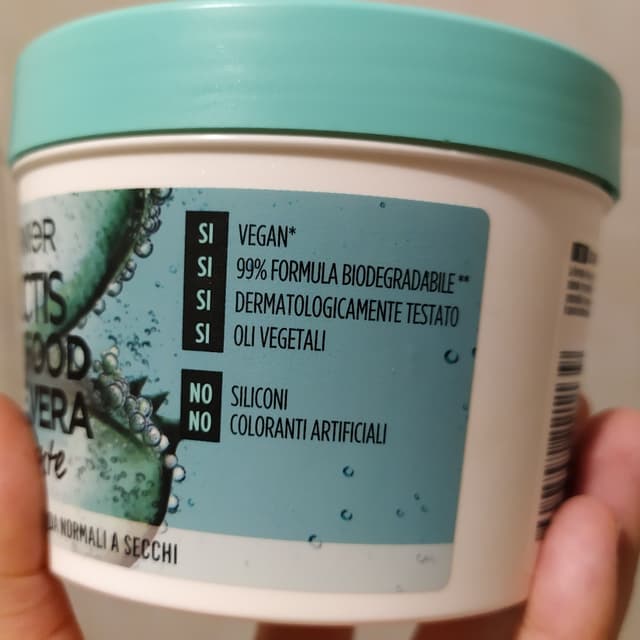 SI VEGAN*
SI 99% FORMULA BIODEGRADABILE**
SI DERMATOLOGICAMENTE TESTATO
SI OLI VEGETALI
NO SILICONI
NO COLORANTI ARTIFICIALI
NORMALI A SECCHI